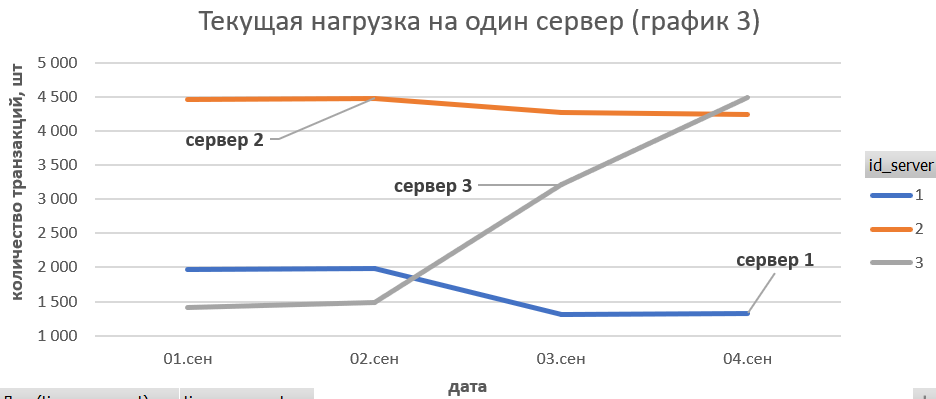 Текущая нагрузка на один сервер (график 3)
количество транзакций, шт
5 000
4 500
4 000
3 500
3 000
2 500
2 000
1 500
1 000
сервер 2
сервер 3
сервер 1
id_server
1
2
3
01.сен
02.сен
03.сен
04.сен
дата